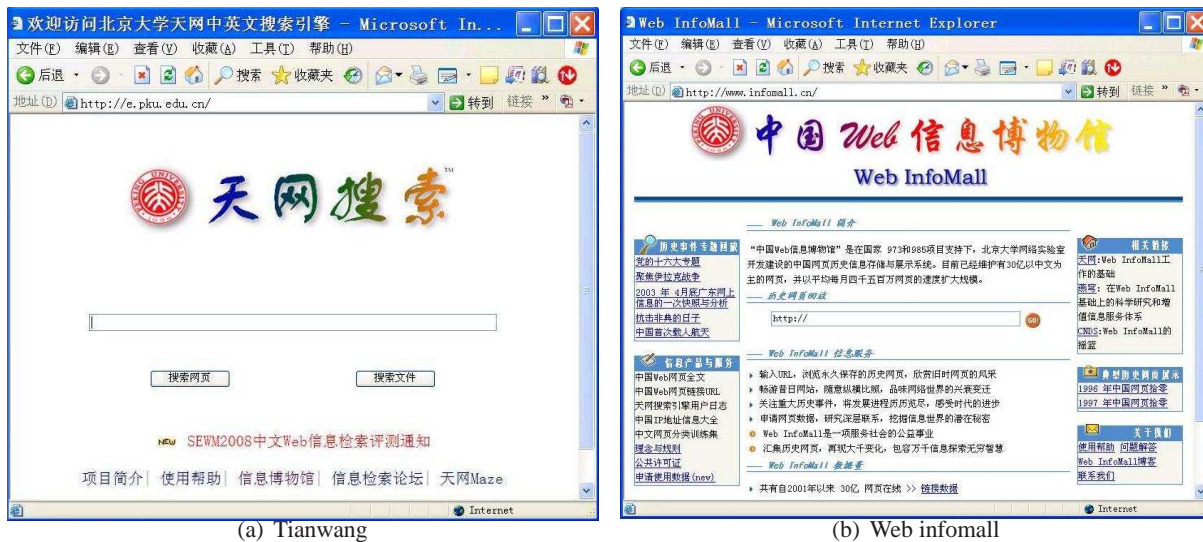 欢迎访问北京大学天网中英文搜索引擎 - Microsoft In...
文件(F) 编辑(E) 查看(V) 收藏(A) 工具(T) 帮助(H)
后退 搜索 收藏夹
地址(D) http://e.pku.edu.cn/ 转到 链接 »
PEKING UNIVERSITY
天网搜索™
搜索网页 搜索文件
NEW SEWM2008中文Web信息检索评测通知
项目简介| 使用帮助| 信息博物馆| 信息检索论坛| 天网Maze
Internet
(a) Tianwang
Web InfoMall - Microsoft Internet Explorer
文件(F) 编辑(E) 查看(V) 收藏(A) 工具(T) 帮助(H)
后退 搜索 收藏夹
地址(D) http://www.infomall.cn/ 转到 链接 »
中国Web信息博物馆
Web InfoMall
历史事件专题回放
党的十六大专题
聚焦伊拉克战争
2003 年 4月底广东网上
信息的一次快照与分析
抗击非典的日子
中国首次载人航天
信息产品与服务
中国Web网页全文
中国Web网页链接URL
天网搜索引擎用户日志
中国IP地址信息大全
中文网页分类训练集
理念与规则
公共许可证
申请使用数据(new)
Web InfoMall 简介
“中国Web信息博物馆”是在国家 973和985项目支持下，北京大学网络实验室
开发建设的中国网页历史信息存储与展示系统。目前已经维护有30亿以中文为
主的网页，并以平均每月四千五百万网页的速度扩大规模。
历史网页回放
http:// GO!
Web InfoMall 信息服务
输入URL，浏览永久保存的历史网页，欣赏旧时网页的风采
畅游昔日网站，随意纵横比照，品味网络世界的兴衰变迁
关注重大历史事件，将发展进程历历览尽，感受时代的进步
申请网页数据，研究深层联系，挖掘信息世界的潜在秘密
Web InfoMall是一项服务社会的公益事业
汇集历史网页，再现大千变化，包容万千信息探索无穷智慧
Web InfoMall 数据量
共有自2001年以来 30亿 网页在线 >> 链接数据
相关链接
天网:Web InfoMall工
作的基础
燕穹: 在Web InfoMall
基础上的科学研究和增
值信息服务体系
CNDS:Web InfoMall的
摇篮
典型历史网页展示
1996 年中国网页拾零
1997 年中国网页拾零
关于我们
使用帮助 问题解答
Web InfoMall博客
联系我们
Internet
(b) Web infomall